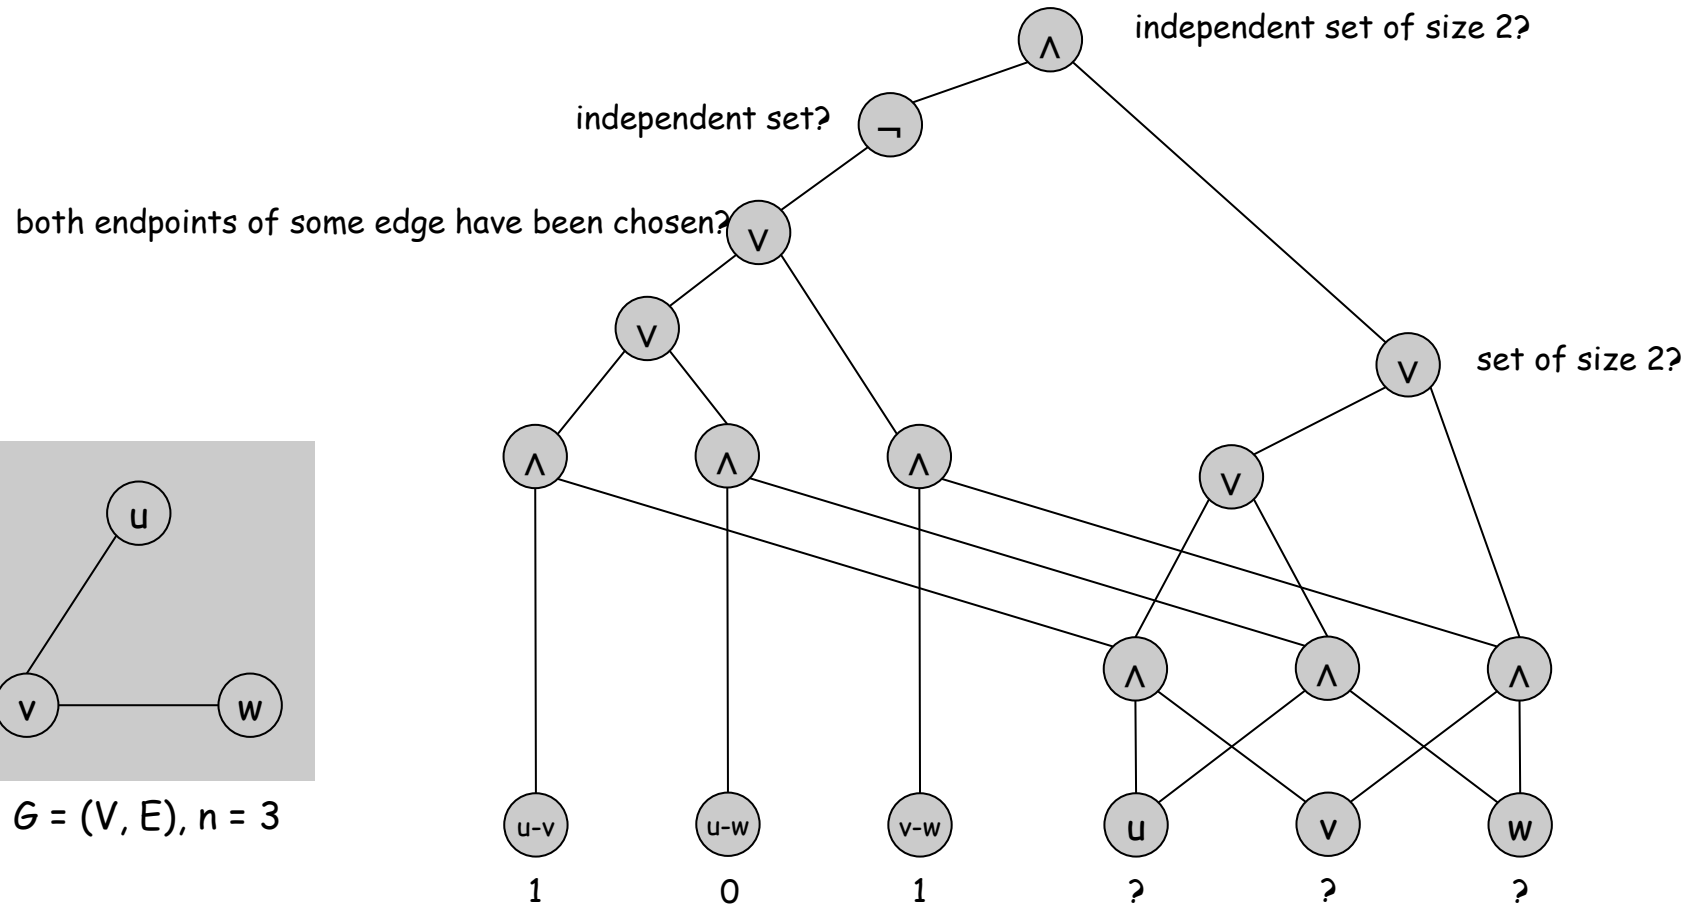 ∧
independent set of size 2?
independent set?
¬
both endpoints of some edge have been chosen?
∨
∨
∨
set of size 2?
∧
∧
∧
∨
u
v
w
∧
∧
∧
G = (V, E), n = 3
u-v
u-w
v-w
u
v
w
1
0
1
?
?
?